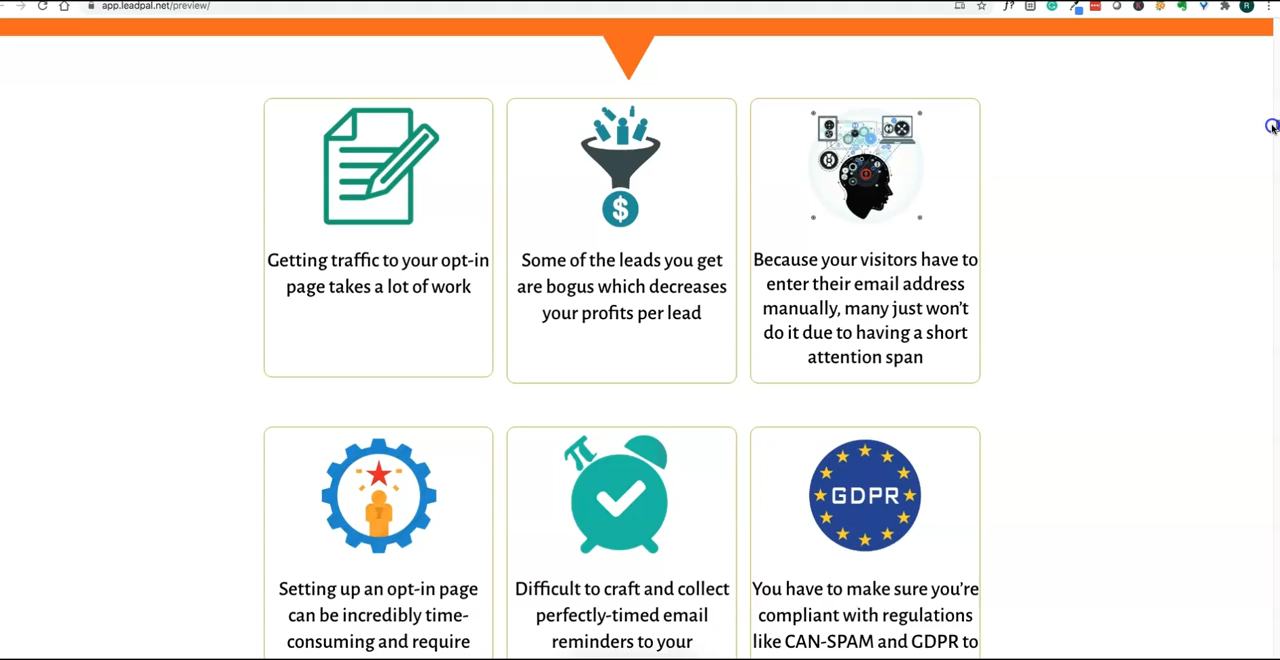 app.leadpal.net/preview/
Getting traffic to your opt-in
page takes a lot of work
$
Some of the leads you get
are bogus which decreases
your profits per lead
Because your visitors have to
enter their email address
manually, many just won't
do it due to having a short
attention span
Setting up an opt-in page
can be incredibly time-
consuming and require
π
Difficult to craft and collect
perfectly-timed email
reminders to your
GDPR
You have to make sure you're
compliant with regulations
like CAN-SPAM and GDPR to